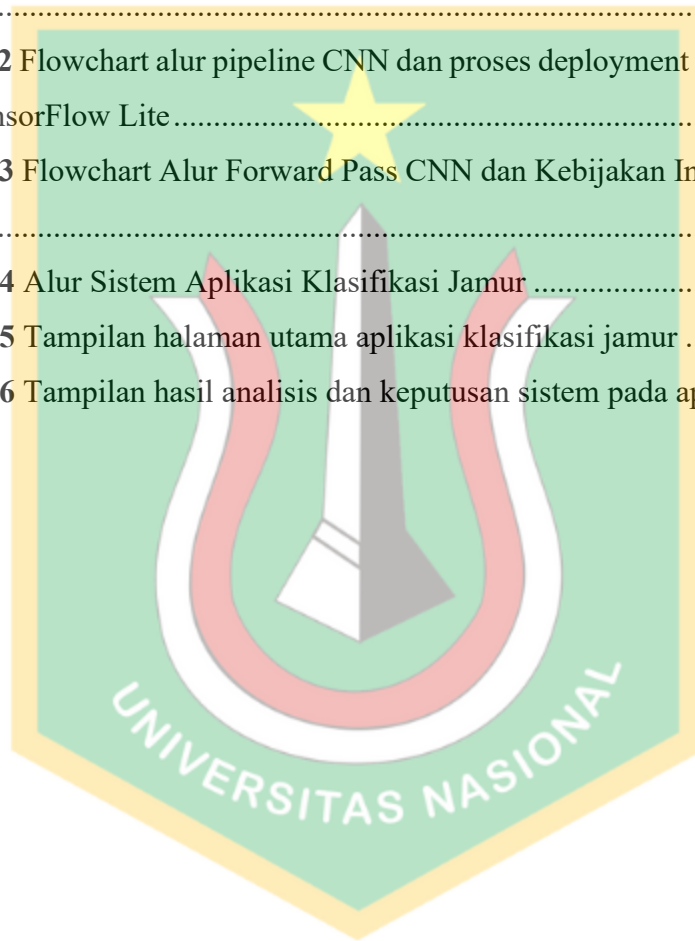 ..................................................................................
2 Flowchart alur pipeline CNN dan proses deployment
nsorFlow Lite.................................................................
3 Flowchart Alur Forward Pass CNN dan Kebijakan In
.......................................................................................
4 Alur Sistem Aplikasi Klasifikasi Jamur ....................
5 Tampilan halaman utama aplikasi klasifikasi jamur .
6 Tampilan hasil analisis dan keputusan sistem pada ap
UNIVERSITAS NASIONAL